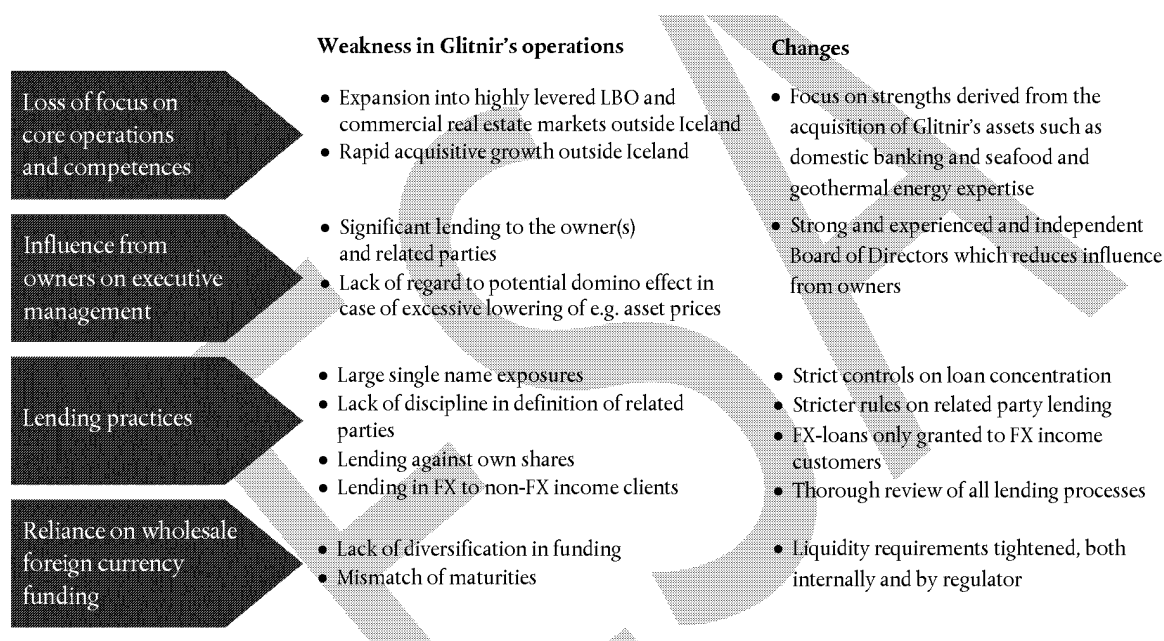 Weakness in Glitnir's operations
Changes
Loss of focus on
core operations
and competences
• Expansion into highly levered LBO and
commercial real estate markets outside Iceland
• Rapid acquisitive growth outside Iceland
• Focus on strengths derived from the
acquisition of Glitnir's assets such as
domestic banking and seafood and
geothermal energy expertise
Influence from
owners on executive
management
• Significant lending to the owner(s)
and related parties
• Lack of regard to potential domino effect in
case of excessive lowering of e.g. asset prices
• Strong and experienced and independent
Board of Directors which reduces influence
from owners
Lending practices
• Large single name exposures
• Lack of discipline in definition of related
parties
• Lending against own shares
• Lending in FX to non-FX income clients
• Strict controls on loan concentration
• Stricter rules on related party lending
• FX-loans only granted to FX income
customers
• Thorough review of all lending processes
Reliance on wholesale
foreign currency
funding
• Lack of diversification in funding
• Mismatch of maturities
• Liquidity requirements tightened, both
internally and by regulator